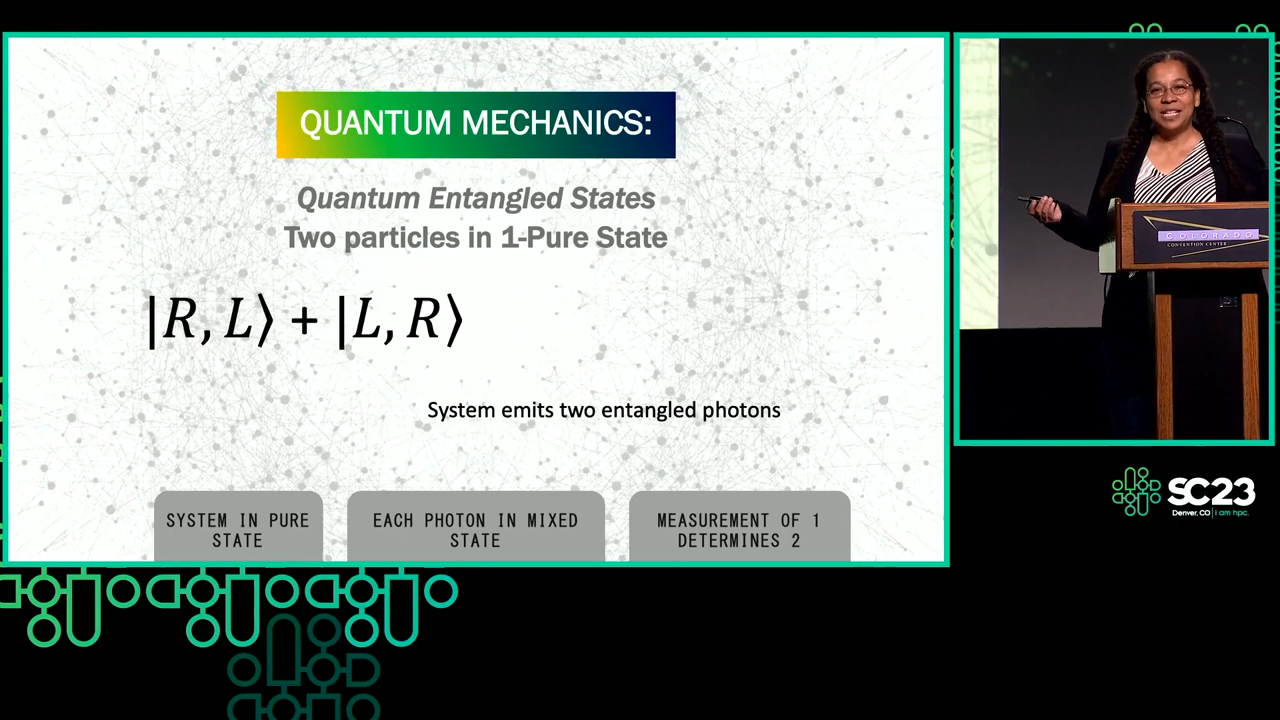 QUANTUM MECHANICS:
Quantum Entangled States
Two particles in 1-Pure State
|R, L⟩ + |L, R⟩
System emits two entangled photons
SYSTEM IN PURE
STATE
EACH PHOTON IN MIXED
STATE
MEASUREMENT OF 1
DETERMINES 2
COLORADO
CONVENTION CENTER
SC23
Denver, CO | I am hpc.